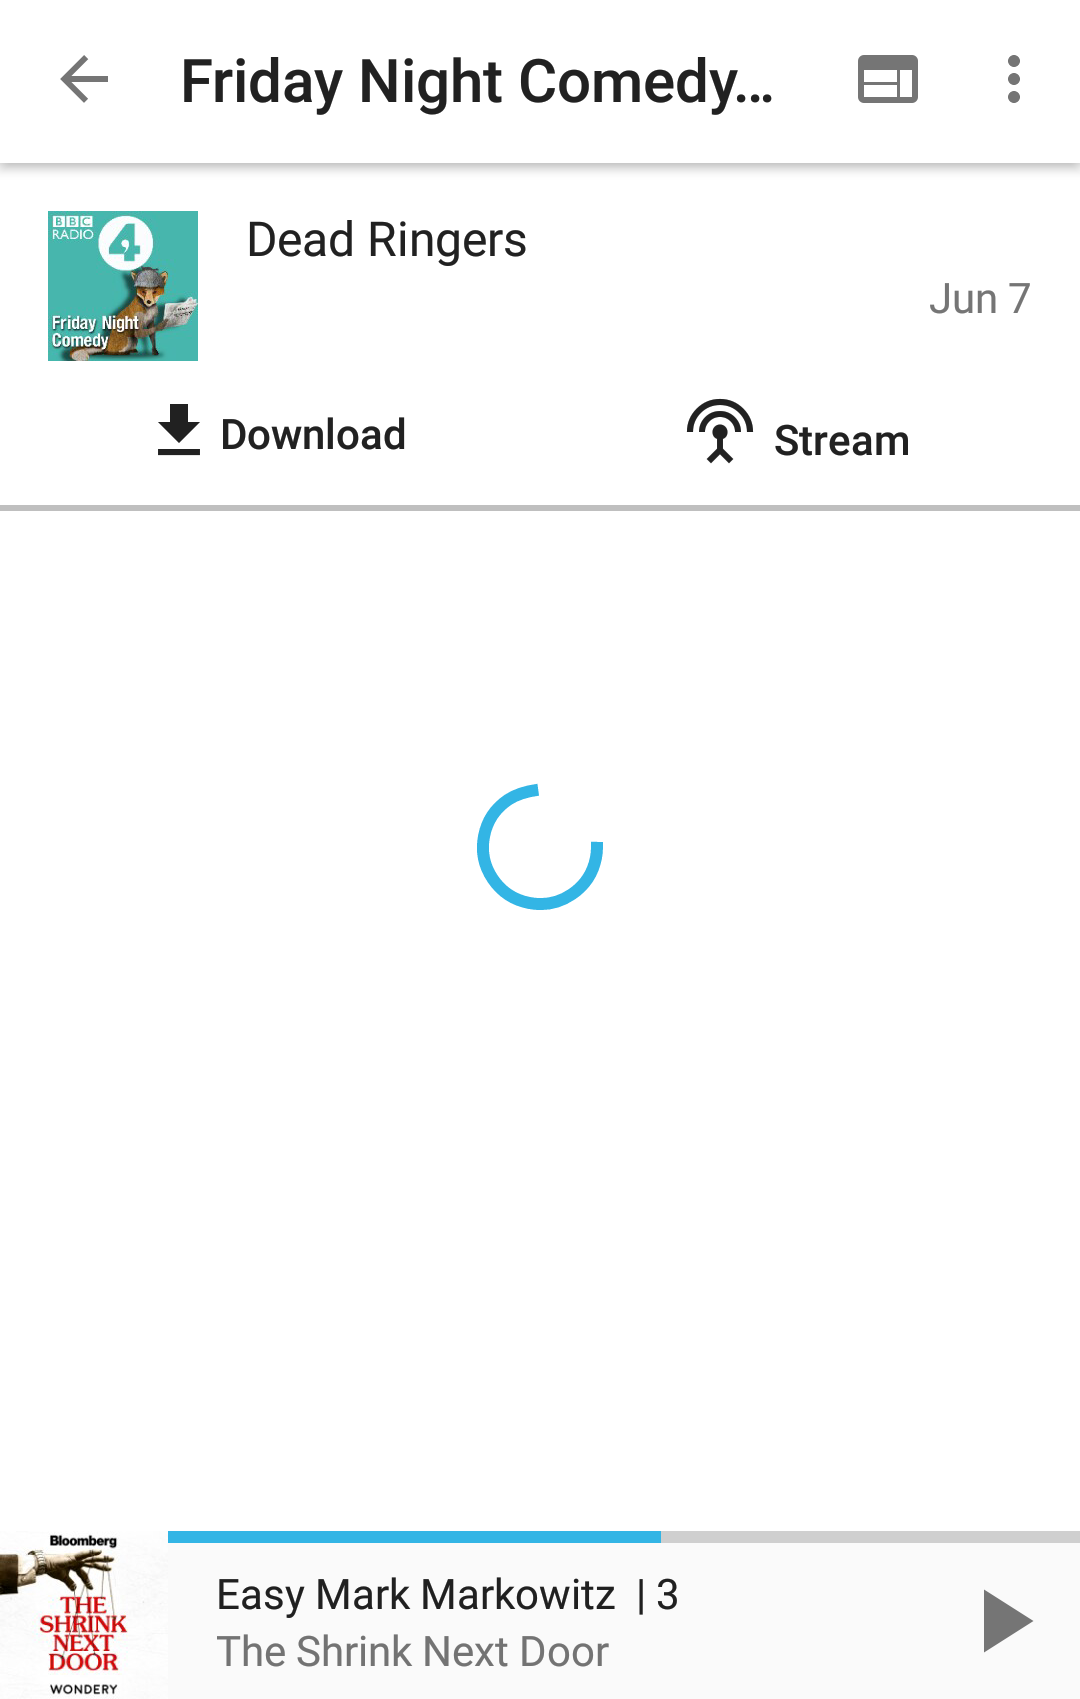 Friday Night Comedy...
BBC
RADIO
4
Friday Night
Comedy
Dead Ringers
Jun 7
Download
Stream
Bloomberg
THE
SHRINK
NEXT
DOOR
WONDERY
Easy Mark Markowitz | 3
The Shrink Next Door